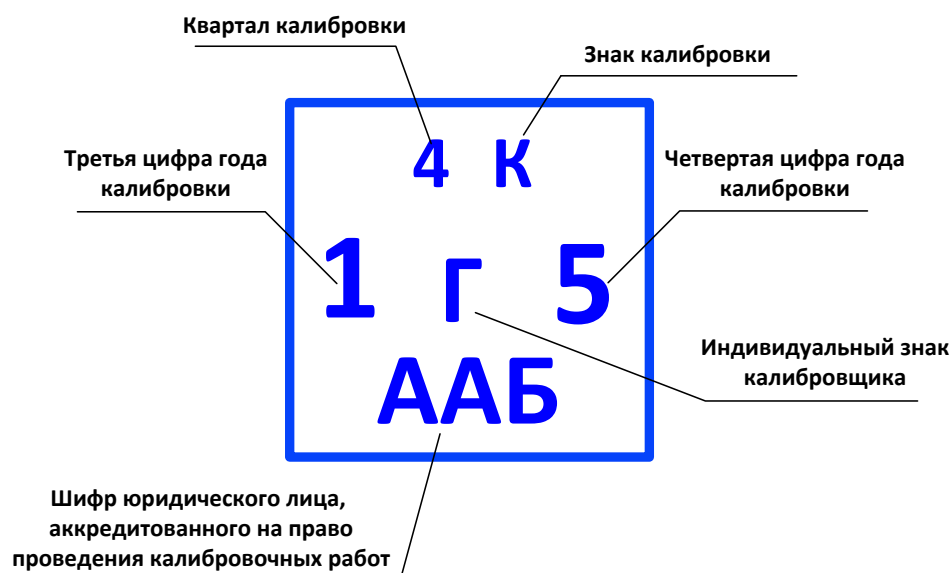 Квартал калибровки
Знак калибровки
4 К
Третья цифра года
калибровки
Четвертая цифра года
калибровки
1 Г 5
Индивидуальный знак
калибровщика
ААБ
Шифр юридического лица,
аккредитованного на право
проведения калибровочных работ